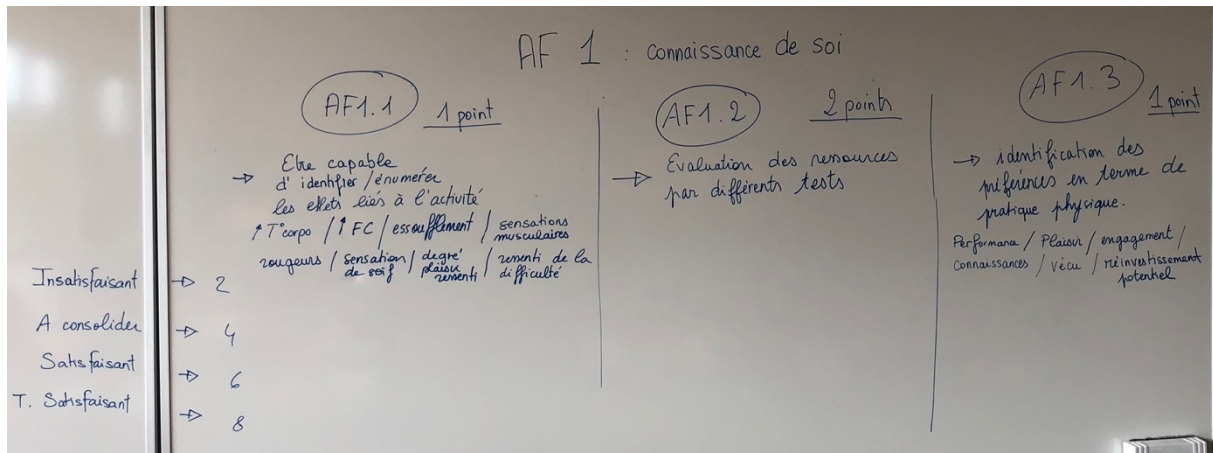 AF 1 : connaissance de soi
AF1.1 1 point
→ Etre capable
d'identifier / énumérer
les effets liés à l'activité
↑ T° corpo / ↑ FC / essoufflement / sensations musculaires
rougeurs / sensation de soif / degré plaisir ressenti / ressenti de la difficulté
Insatisfaisant → 2
A consolider → 4
Satisfaisant → 6
T. Satisfaisant → 8
AF1.2 2 points
→ Evaluation des ressources
par différents tests
AF1.3 1 point
→ identification des
préférences en terme de
pratique physique.
Performance / Plaisir / engagement /
Connaissances / vécu / réinvestissement potentiel